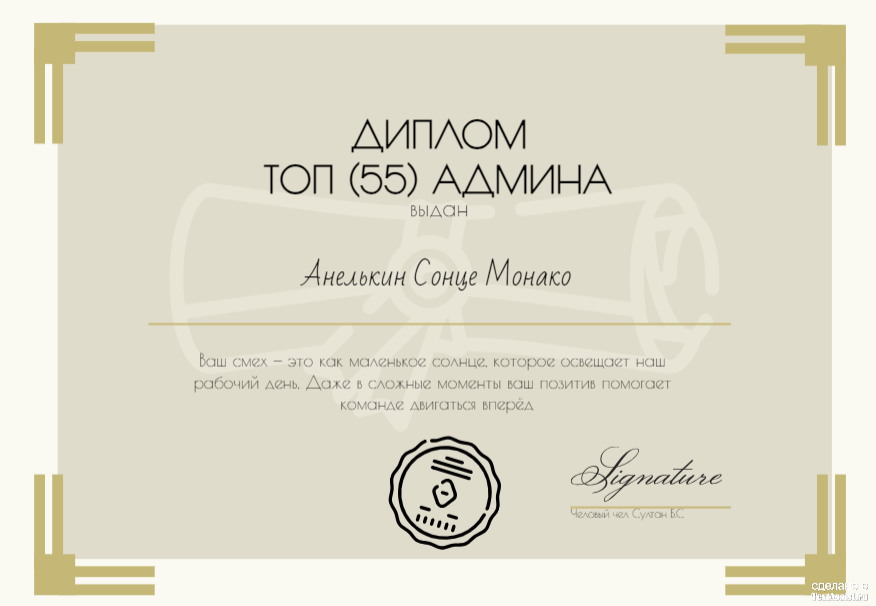 ДИПЛОМ
ТОП (55) АДМИНА
выдан
Анелькин Сонце Монако
Ваш смех — это как маленькое солнце, которое освещает наш
рабочий день. Даже в сложные моменты ваш позитив помогает
команде двигаться вперёд
Signature
Человый чел Султан Б.С
сделано в